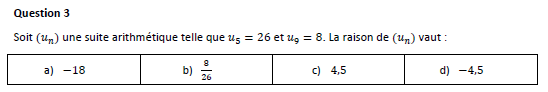 Question 3
Soit (uₙ) une suite arithmétique telle que u₅ = 26 et u₉ = 8. La raison de (uₙ) vaut :
a) −18 b) 8/26 c) 4,5 d) −4,5